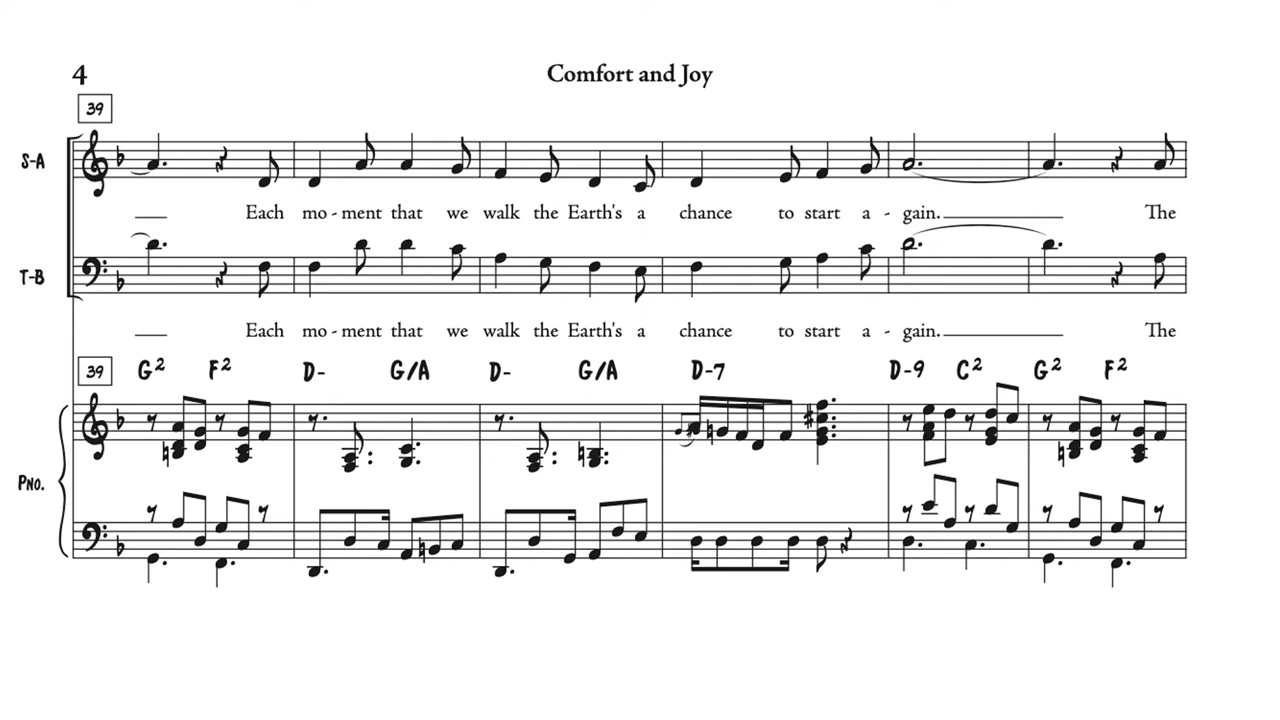 4 Comfort and Joy
39
S-A
Each mo - ment that we walk the Earth's a chance to start a - gain. The
T-B
Each mo - ment that we walk the Earth's a chance to start a - gain. The
39 G2 F2 D- G/A D- G/A D-7 D-9 C2 G2 F2
PNO.